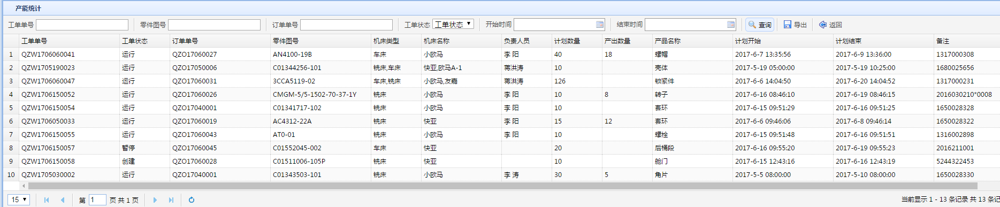 产能统计
工单单号 零件图号 订单单号 工单状态 工单状态 开始时间 结束时间 查询 导出 返回
工单单号 工单状态 订单单号 零件图号 机床类型 机床名称 负责人员 计划数量 产出数量 产品名称 计划开始 计划结束 备注
1 QZW1706060041 运行 QZO17060027 AN4100-19B 车床 小欧马 李 阳 40 18 螺帽 2017-6-7 13:35:56 2017-6-9 13:36:00 1317000308
2 QZW1705190023 运行 QZO17050006 C01344256-101 铣床,车床 快亚,欧马A-1 蒋洪涛 10 壳体 2017-5-19 05:00:00 2017-5-19 10:25:00 1680025656
3 QZW1706060047 运行 QZO17060031 3CCA5119-02 车床,铣床 小欧马,友嘉 蒋洪涛 126 锁紧件 2017-6-6 14:04:50 2017-6-20 14:04:52 1317000231
4 QZW1706150052 运行 QZO17060026 CMGM-5/5-1502-70-37-1Y 铣床 小欧马 李 阳 10 8 转子 2017-6-16 08:46:10 2017-6-19 08:46:15 2016030210*0008
5 QZW1706150054 运行 QZO17040001 C01341717-102 铣床 小欧马 李 阳 10 套环 2017-6-15 09:51:29 2017-6-16 09:51:25 1650028328
6 QZW1706050033 运行 QZO17060019 AC4312-22A 铣床 快亚 李 阳 15 12 套环 2017-6-6 09:46:06 2017-6-8 09:46:14 1650028322
7 QZW1706150055 运行 QZO17060043 AT0-01 铣床 小欧马 李 阳 10 螺栓 2017-6-15 09:51:48 2017-6-16 09:51:51 1316002898
8 QZW1706150057 暂停 QZO17060045 C01552045-002 车床 快亚 20 后桶段 2017-6-16 09:55:20 2017-6-19 09:55:23 2016211001
9 QZW1706150058 创建 QZO17060028 C01511006-105P 铣床 快亚 10 舱门 2017-6-15 12:43:16 2017-6-16 12:43:19 5244322453
10 QZW1705030002 运行 QZO17040001 C01343503-101 铣床 小欧马 李 涛 30 5 角片 2017-5-5 08:00:00 2017-5-10 08:00:00 1650028330
15 第 1 页 共 1 页 当前显示 1 - 13 条记录 共 13 条记